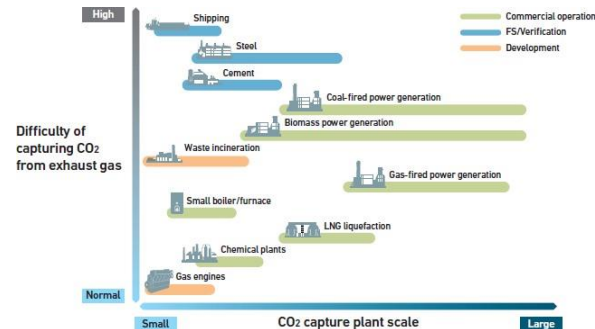 High
Shipping
Commercial operation
FS/Verification
Development
Steel
Cement
Coal-fired power generation
Difficulty of
capturing CO2
from exhaust gas
Biomass power generation
Waste incineration
Gas-fired power generation
Small boiler/furnace
LNG liquefaction
Chemical plants
Gas engines
Normal
Small
CO2 capture plant scale
Large